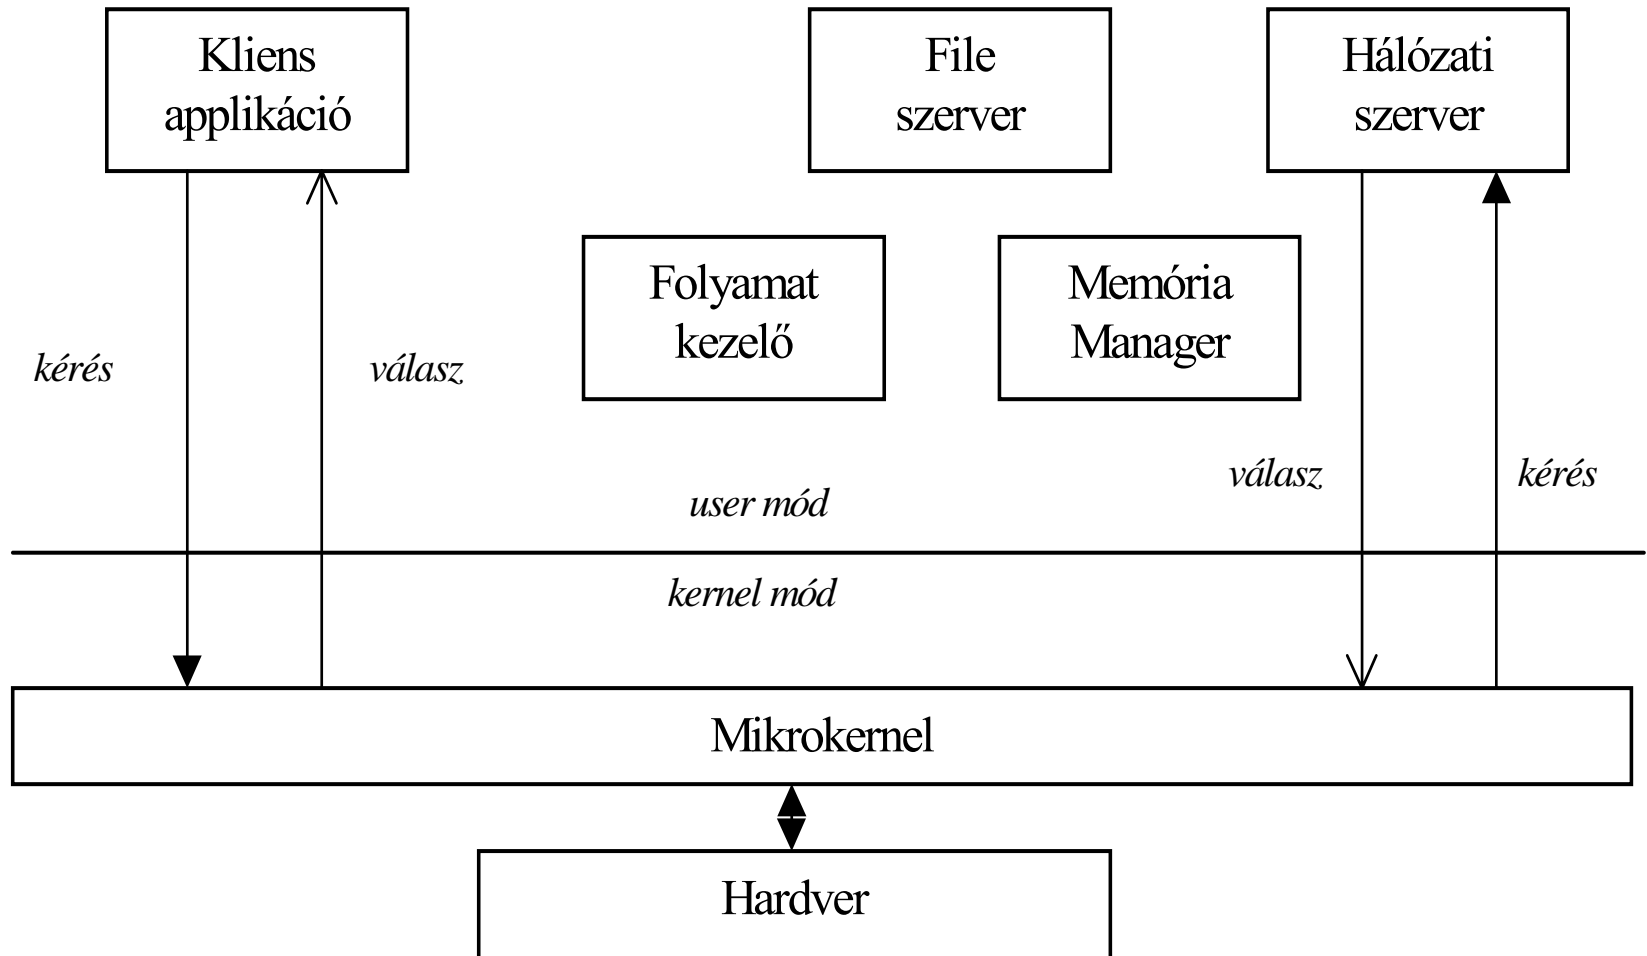 Kliens
applikáció
File
szerver
Hálózati
szerver
Folyamat
kezelő
Memória
Manager
kérés
válasz
válasz
kérés
user mód
kernel mód
Mikrokernel
Hardver